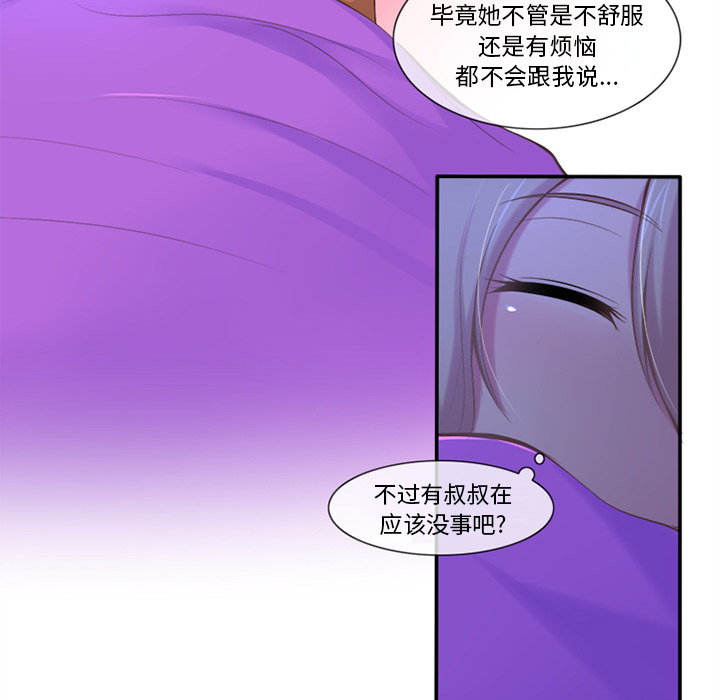 毕竟她不管是不舒服
还是有烦恼
都不会跟我说...
不过有叔叔在
应该没事吧?